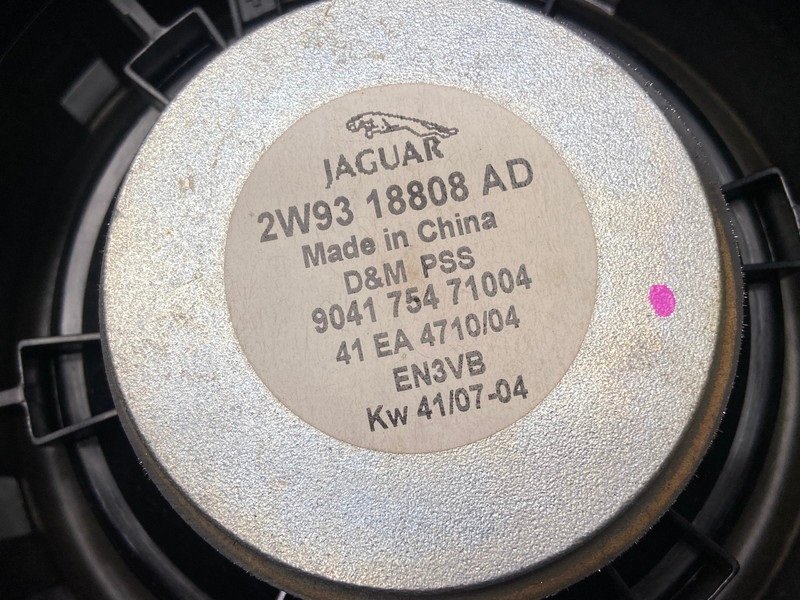 JAGUAR
2W93 18808 AD
Made in China
D&M PSS
9041 754 71004
41 EA 4710/04
EN3VB
Kw 41/07-04